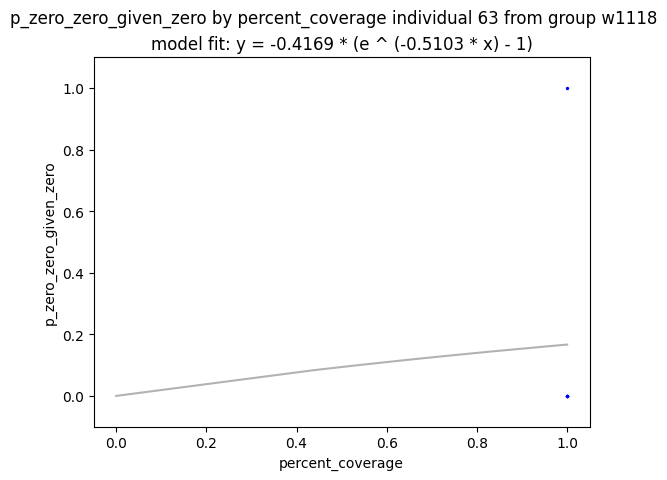 p_zero_zero_given_zero by percent_coverage individual 63 from group w1118
model fit: y = -0.4169 * (e ^ (-0.5103 * x) - 1)
1.0
0.8
0.6
0.4
0.2
0.0
p_zero_zero_given_zero
0.0 0.2 0.4 0.6 0.8 1.0
percent_coverage